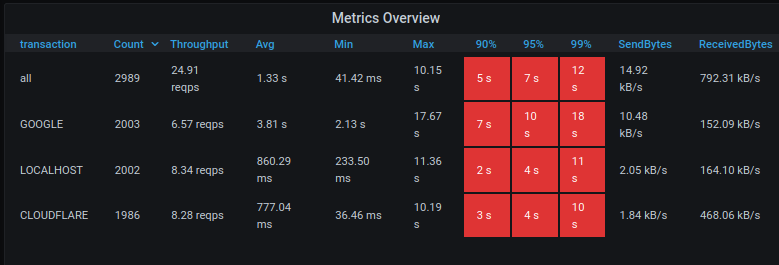 Metrics Overview
transaction Count Throughput Avg Min Max 90% 95% 99% SendBytes ReceivedBytes
all 2989 24.91 reqps 1.33 s 41.42 ms 10.15 s 5 s 7 s 12 s 14.92 kB/s 792.31 kB/s
GOOGLE 2003 6.57 reqps 3.81 s 2.13 s 17.67 s 7 s 10 s 18 s 10.48 kB/s 152.09 kB/s
LOCALHOST 2002 8.34 reqps 860.29 ms 233.50 ms 11.36 s 2 s 4 s 11 s 2.05 kB/s 164.10 kB/s
CLOUDFLARE 1986 8.28 reqps 777.04 ms 36.46 ms 10.19 s 3 s 4 s 10 s 1.84 kB/s 468.06 kB/s